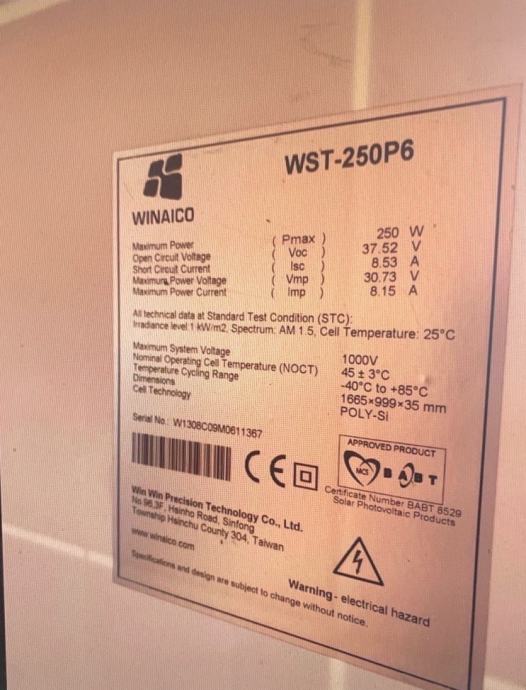 WST-250P6
WINAICO
Maximum Power ( Pmax ) 250 W
Open Circuit Voltage ( Voc ) 37.52 V
Short Circuit Current ( Isc ) 8.53 A
Maximum Power Voltage ( Vmp ) 30.73 V
Maximum Power Current ( Imp ) 8.15 A
All technical data at Standard Test Condition (STC):
Irradiance level 1 kW/m2, Spectrum: AM 1.5, Cell Temperature: 25°C
Maximum System Voltage 1000V
Nominal Operating Cell Temperature (NOCT) 45 ± 3°C
Temperature Cycling Range -40°C to +85°C
Dimensions 1665×999×35 mm
Cell Technology POLY-Si
Serial No.: W1308C09M0611367
CE
APPROVED PRODUCT
MCS BABT
Certificate Number BABT 8529
Solar Photovoltaic Products
Win Win Precision Technology Co., Ltd.
No 96,3F, Hsinho Road, Sinfong
Township Hsinchu County 304, Taiwan
www.winaico.com
Warning - electrical hazard
Specifications and design are subject to change without notice.